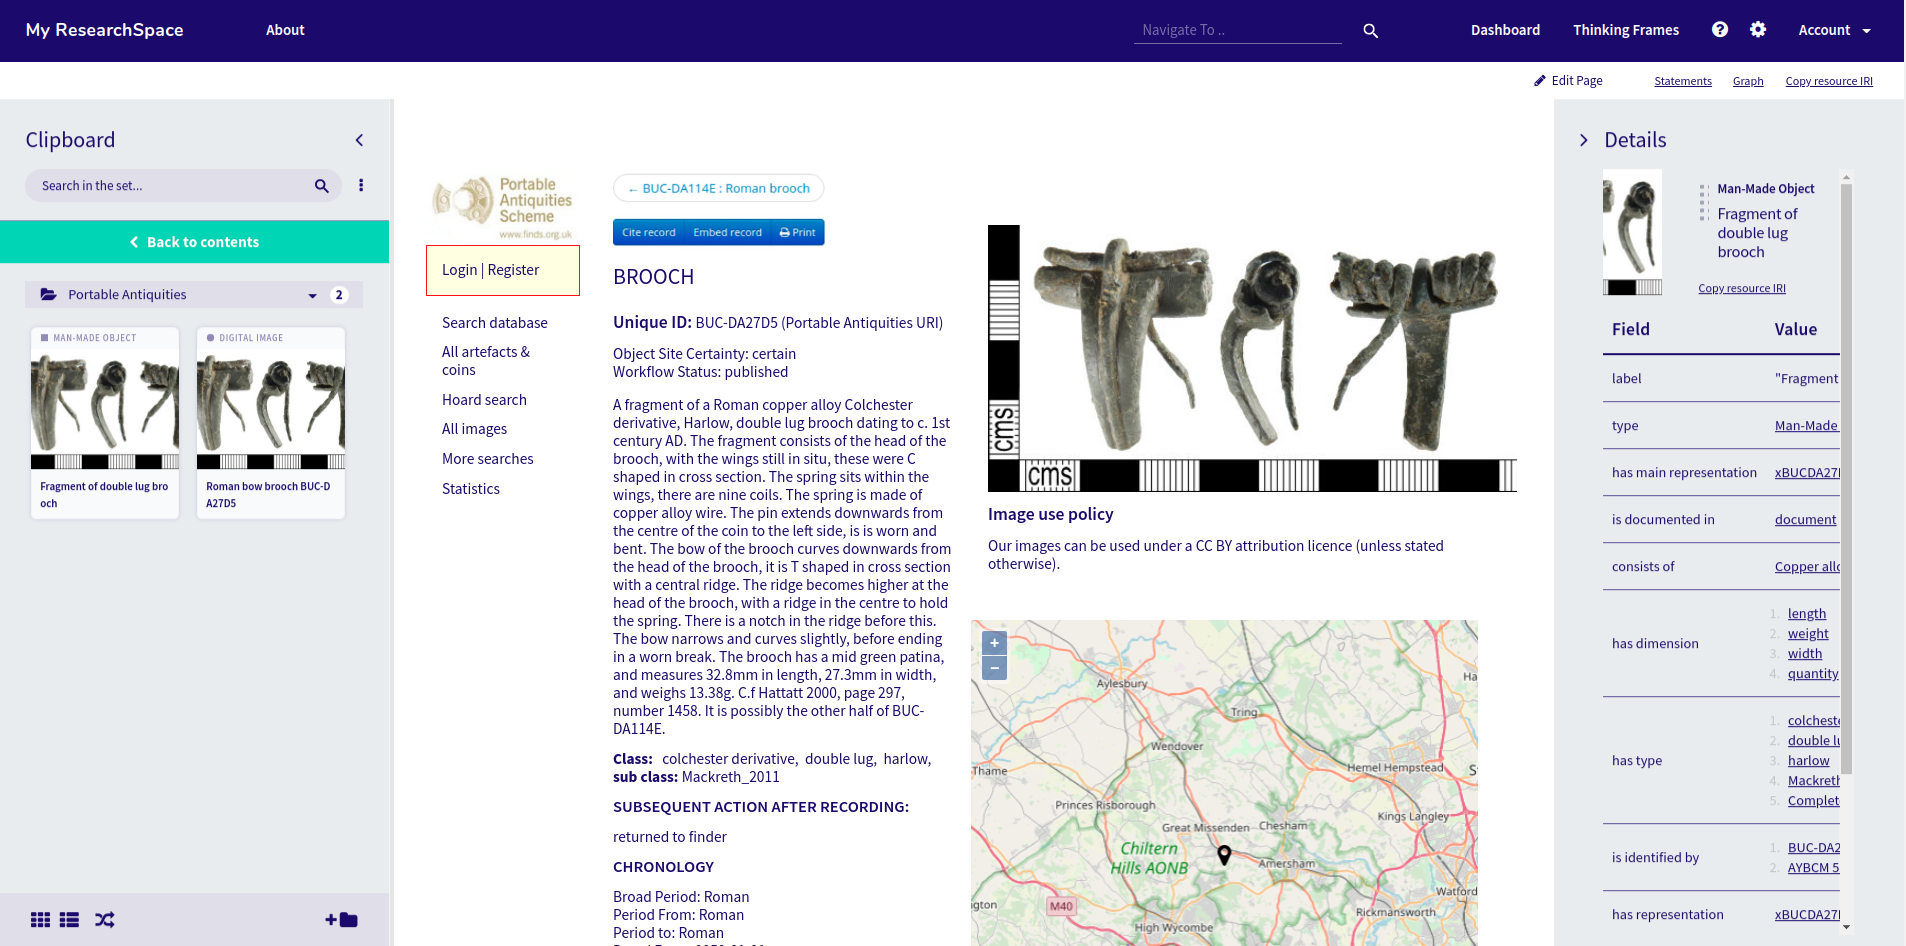 My ResearchSpace
About
Navigate To ..
Dashboard
Thinking Frames
Account
Edit Page
Statements
Graph
Copy resource IRI
Clipboard
Search in the set...
Back to contents
Portable Antiquities
2
MAN-MADE OBJECT
Fragment of double lug bro
och
DIGITAL IMAGE
Roman bow brooch BUC-D
A27D5
Portable
Antiquities
Scheme
www.finds.org.uk
Login | Register
Search database
All artefacts &
coins
Hoard search
All images
More searches
Statistics
← BUC-DA114E : Roman brooch
Cite record
Embed record
Print
BROOCH
Unique ID: BUC-DA27D5 (Portable Antiquities URI)
Object Site Certainty: certain
Workflow Status: published
A fragment of a Roman copper alloy Colchester
derivative, Harlow, double lug brooch dating to c. 1st
century AD. The fragment consists of the head of the
brooch, with the wings still in situ, these were C
shaped in cross section. The spring sits within the
wings, there are nine coils. The spring is made of
copper alloy wire. The pin extends downwards from
the centre of the coin to the left side, is is worn and
bent. The bow of the brooch curves downwards from
the head of the brooch, it is T shaped in cross section
with a central ridge. The ridge becomes higher at the
head of the brooch, with a ridge in the centre to hold
the spring. There is a notch in the ridge before this.
The bow narrows and curves slightly, before ending
in a worn break. The brooch has a mid green patina,
and measures 32.8mm in length, 27.3mm in width,
and weighs 13.38g. C.f Hattatt 2000, page 297,
number 1458. It is possibly the other half of BUC-
DA114E.
Class: colchester derivative, double lug, harlow,
sub class: Mackreth_2011
SUBSEQUENT ACTION AFTER RECORDING:
returned to finder
CHRONOLOGY
Broad Period: Roman
Period From: Roman
Period to: Roman
cms
cms
Image use policy
Our images can be used under a CC BY attribution licence (unless stated
otherwise).
+
−
Aylesbury
Ha
Tring
Wendover
Thame
Hemel Hempstead
S
Princes Risborough
Kings Langley
Great Missenden
Chesham
Chiltern
Hills AONB
Amersham
Watford
ngton
M40
Rickmansworth
High Wycombe
Details
Man-Made Object
Fragment of
double lug
brooch
Copy resource IRI
Field
Value
label
"Fragment
type
Man-Made
has main representation
xBUCDA27
is documented in
document
consists of
Copper allo
has dimension
1. length
2. weight
3. width
4. quantity
has type
1. colcheste
2. double lu
3. harlow
4. Mackreth
5. Complet
is identified by
1. BUC-DA2
2. AYBCM 5
has representation
xBUCDA27